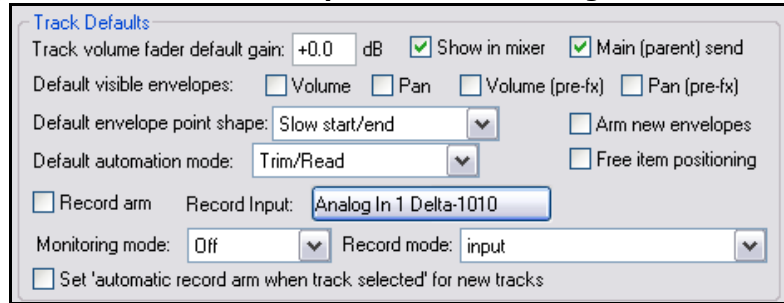 Track Defaults
Track volume fader default gain: +0.0 dB Show in mixer Main (parent) send
Default visible envelopes: Volume Pan Volume (pre-fx) Pan (pre-fx)
Default envelope point shape: Slow start/end Arm new envelopes
Default automation mode: Trim/Read Free item positioning
Record arm Record Input: Analog In 1 Delta-1010
Monitoring mode: Off Record mode: input
Set 'automatic record arm when track selected' for new tracks